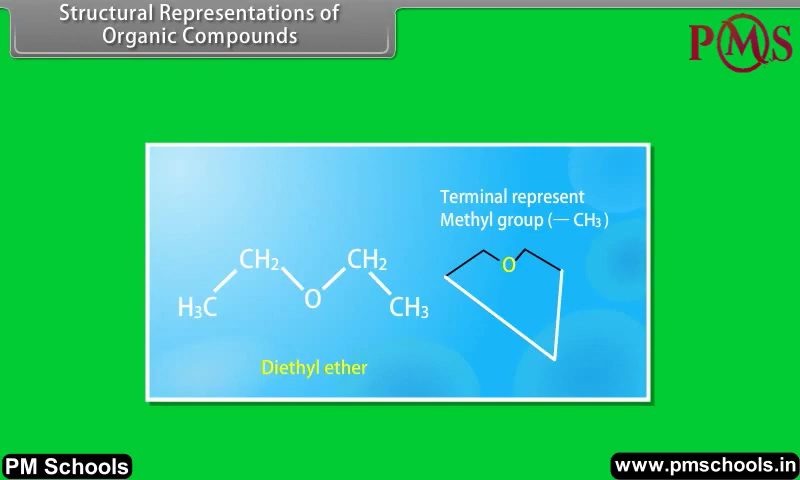 Structural Representations of
Organic Compounds
PMS
Terminal represent
Methyl group (— CH₃)
CH₂ CH₂ O
H₃C O CH₃
Diethyl ether
PM Schools
www.pmschools.in